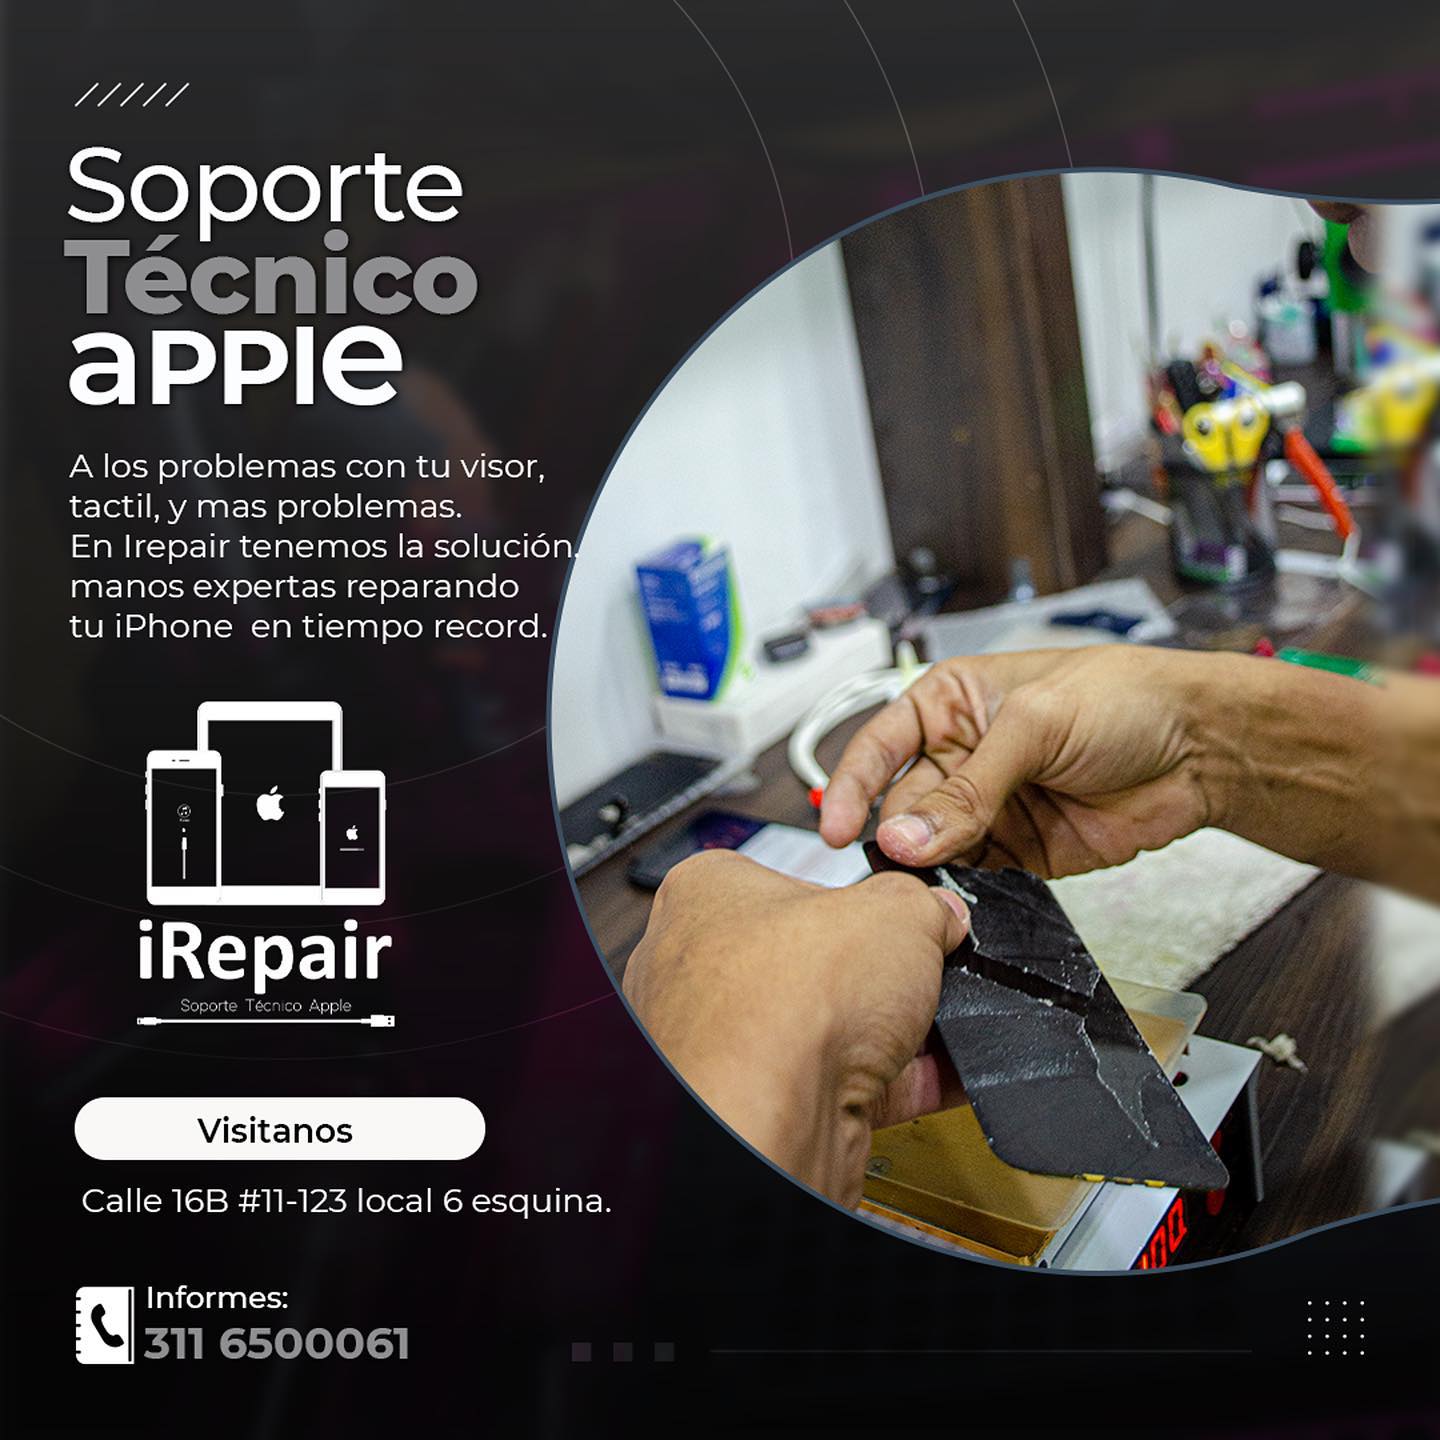 Soporte
Técnico
aPPle
A los problemas con tu visor,
tactil, y mas problemas.
En Irepair tenemos la solución.
manos expertas reparando
tu iPhone en tiempo record.
iRepair
Soporte Técnico Apple
Visitanos
Calle 16B #11-123 local 6 esquina.
Informes:
311 6500061